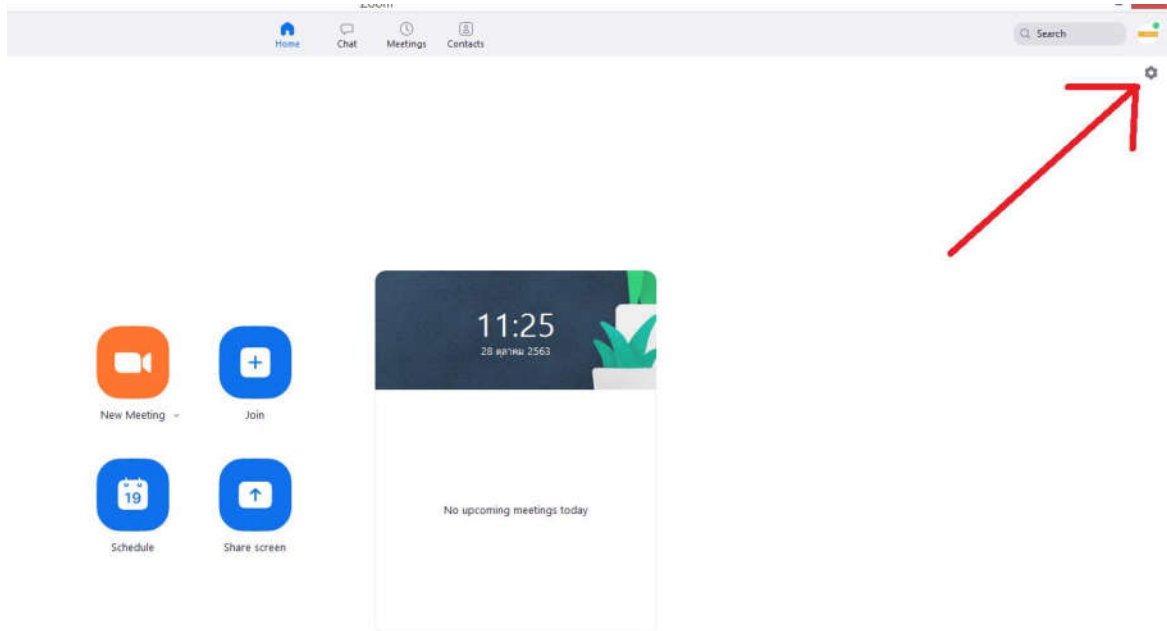 Zoom
Home
Chat
Meetings
Contacts
Search
11:25
28 ตุลาคม 2563
New Meeting
Join
19
Schedule
Share screen
No upcoming meetings today